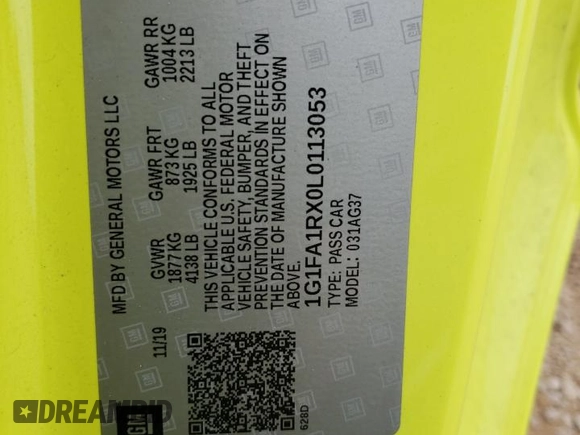 MFD BY GENERAL MOTORS LLC
11/19
GVWR
1877 KG
4138 LB
GAWR FRT
873 KG
1925 LB
GAWR RR
1004 KG
2213 LB
THIS VEHICLE CONFORMS TO ALL
APPLICABLE U.S. FEDERAL MOTOR
VEHICLE SAFETY, BUMPER, AND THEFT
PREVENTION STANDARDS IN EFFECT ON
THE DATE OF MANUFACTURE SHOWN
ABOVE.
1G1FA1RX0L0113053
TYPE: PASS CAR
MODEL: 031AG37
628D
GM
DREAMBID